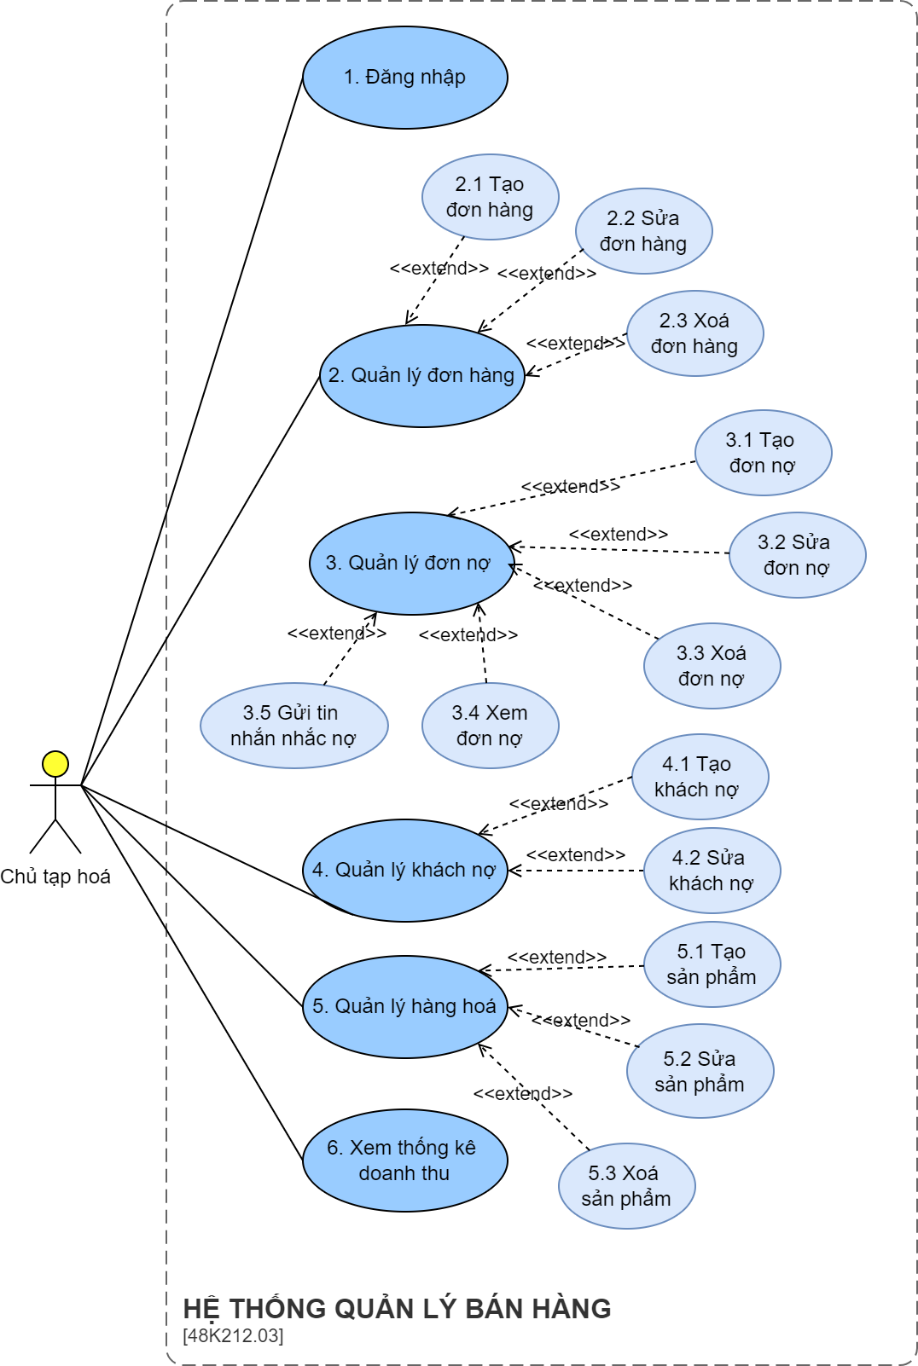 1. Đăng nhập
2.1 Tạo
đơn hàng
2.2 Sửa
đơn hàng
<<extend>>
<<extend>>
2.3 Xoá
đơn hàng
<<extend>>
2. Quản lý đơn hàng
3.1 Tạo
đơn nợ
<<extend>>
<<extend>>
3.2 Sửa
đơn nợ
3. Quản lý đơn nợ
<<extend>>
<<extend>>
<<extend>>
3.3 Xoá
đơn nợ
3.5 Gửi tin
nhắn nhắc nợ
3.4 Xem
đơn nợ
4.1 Tạo
khách nợ
<<extend>>
<<extend>>
4.2 Sửa
khách nợ
4. Quản lý khách nợ
Chủ tạp hoá
5.1 Tạo
sản phẩm
<<extend>>
5. Quản lý hàng hoá
<<extend>>
5.2 Sửa
sản phẩm
<<extend>>
6. Xem thống kê
doanh thu
5.3 Xoá
sản phẩm
HỆ THỐNG QUẢN LÝ BÁN HÀNG
[48K212.03]